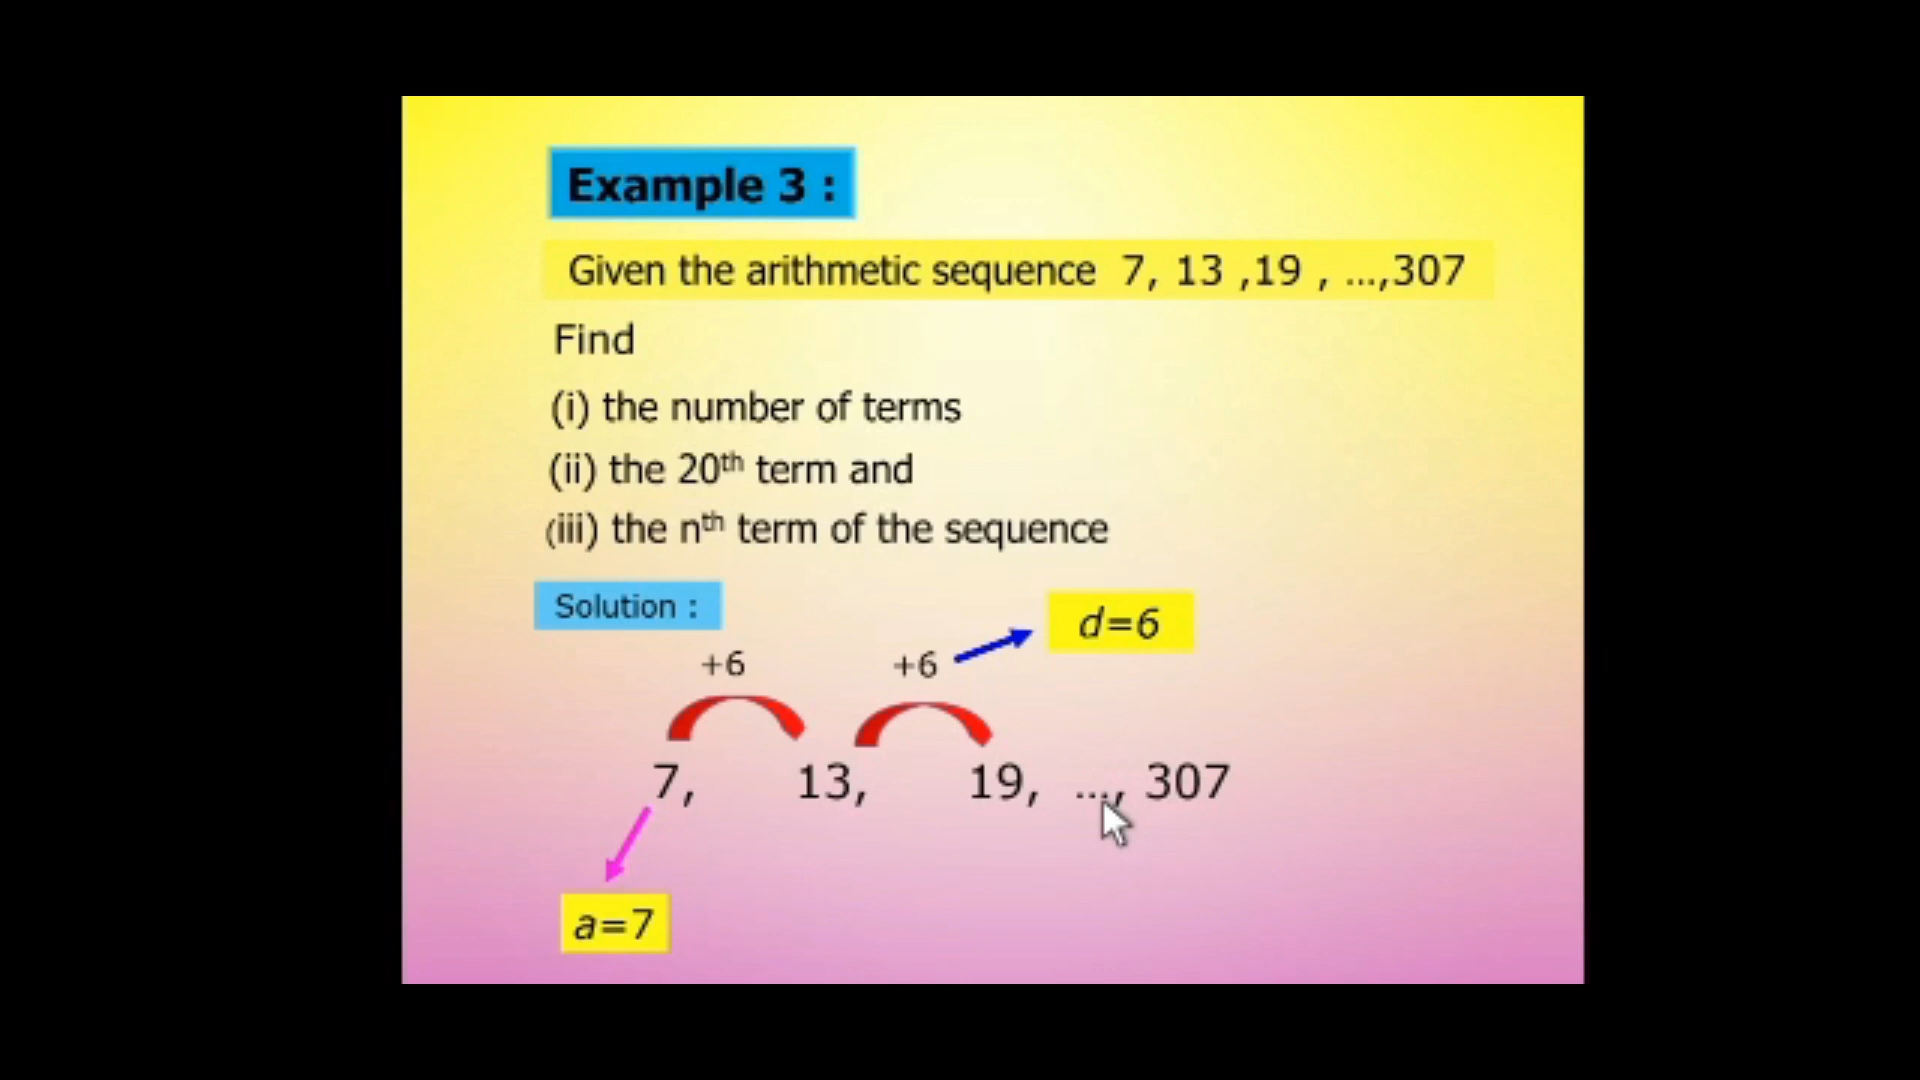 Example 3 :
Given the arithmetic sequence 7, 13 ,19 , ...,307
Find
(i) the number of terms
(ii) the 20th term and
(iii) the nth term of the sequence
Solution :
d=6
+6 +6
7, 13, 19, ..., 307
a=7